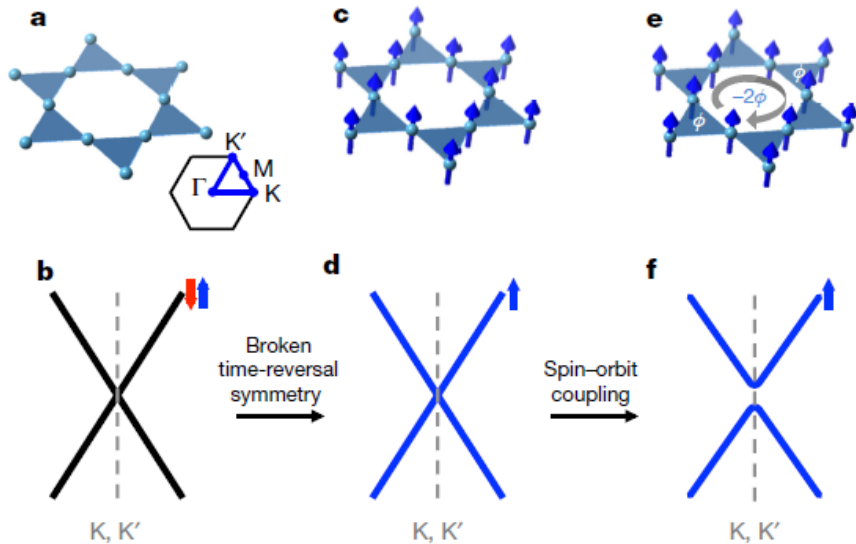 a
c
e
K′
M
Γ
K
ϕ
–2ϕ
ϕ
b
d
f
Broken
time-reversal
symmetry
Spin–orbit
coupling
K, K′
K, K′
K, K′